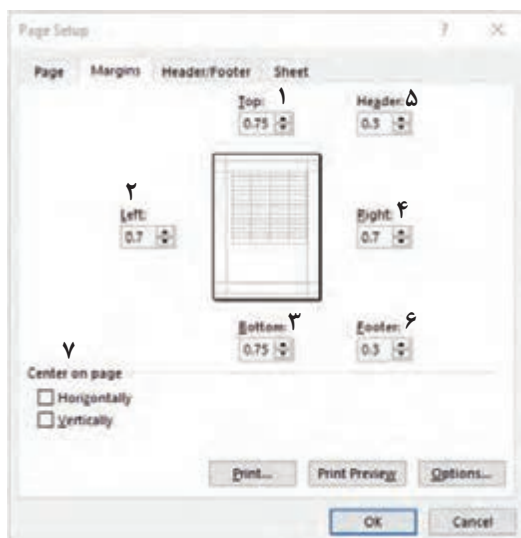 Page Setup ? ×
Page Margins Header/Footer Sheet
Top: ۱ Header: ۵
0.75 0.3
۲
Left: Right: ۴
0.7 0.7
Bottom: ۳ Footer: ۶
0.75 0.3
۷
Center on page
Horizontally
Vertically
Print... Print Preview Options...
OK Cancel